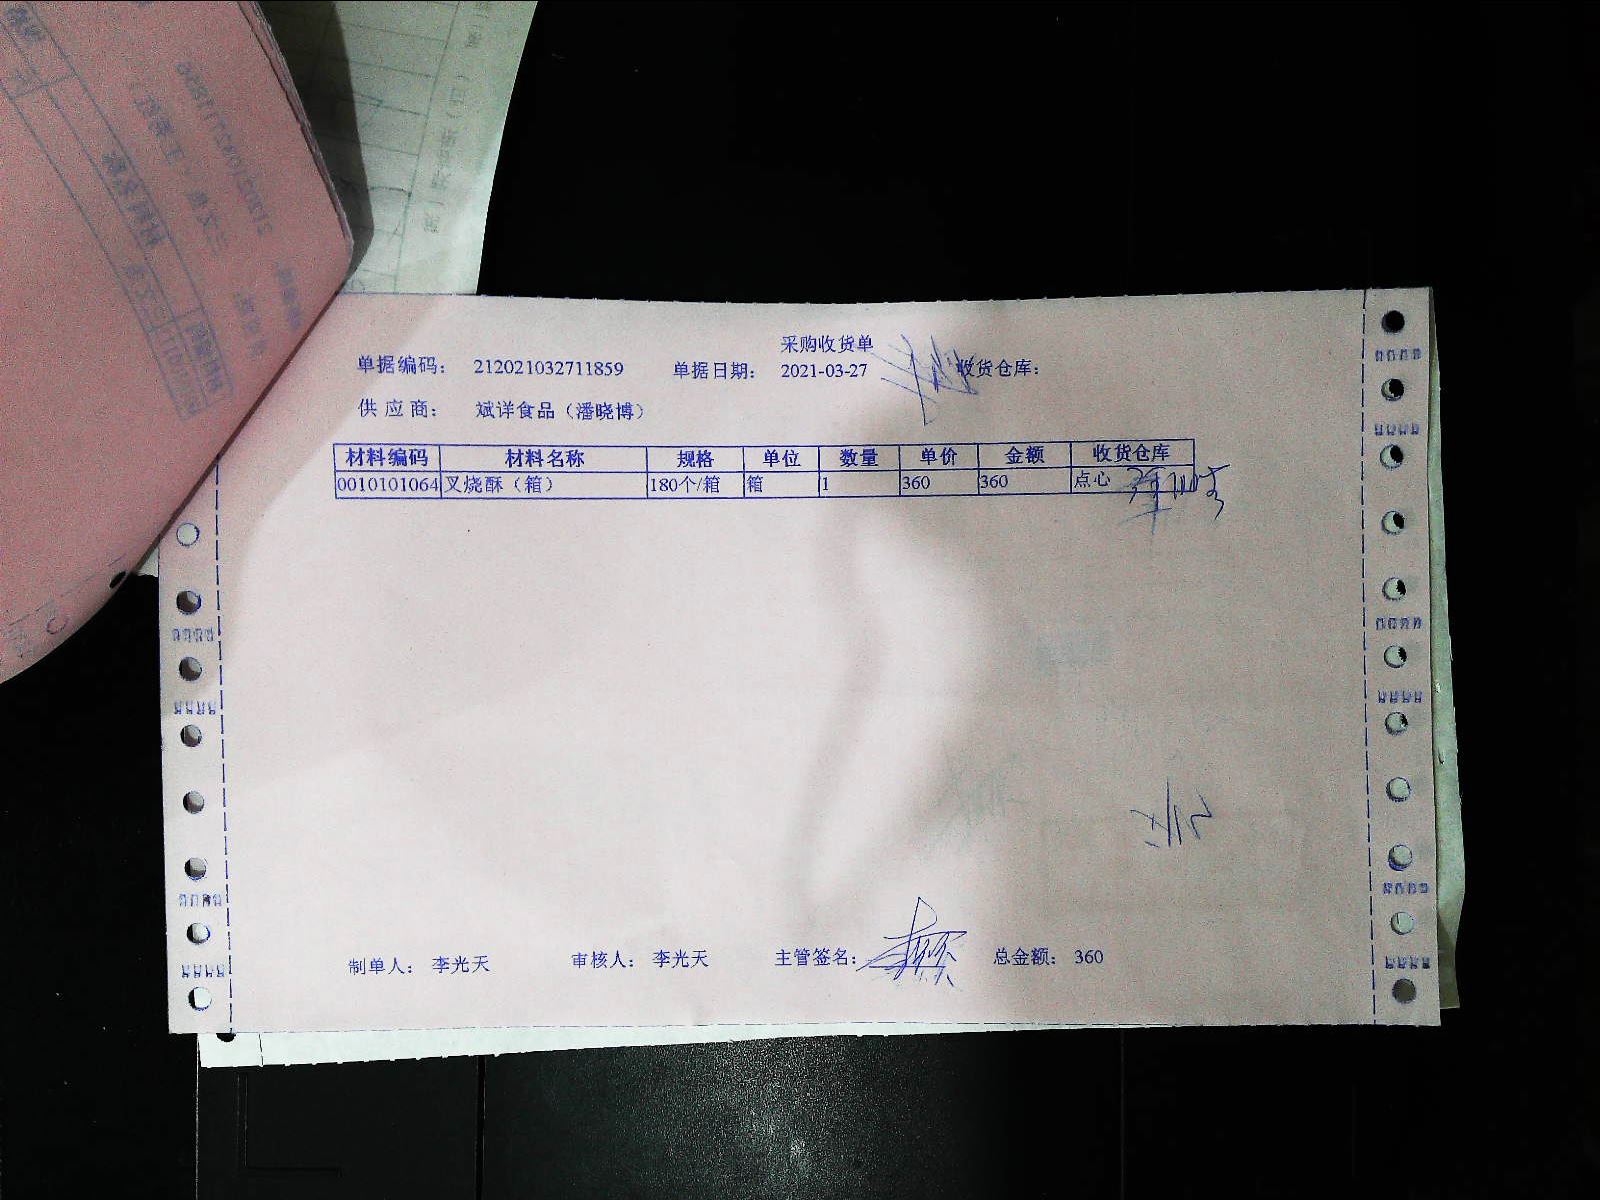 采购收货单
单据编码： 212021032711859 单据日期： 2021-03-27 收货仓库：
供 应 商： 斌详食品（潘晓博）
材料编码 材料名称 规格 单位 数量 单价 金额 收货仓库
0010101064 叉烧酥（箱） 180个/箱 箱 1 360 360 点心
制单人： 李光天 审核人： 李光天 主管签名： 总金额： 360